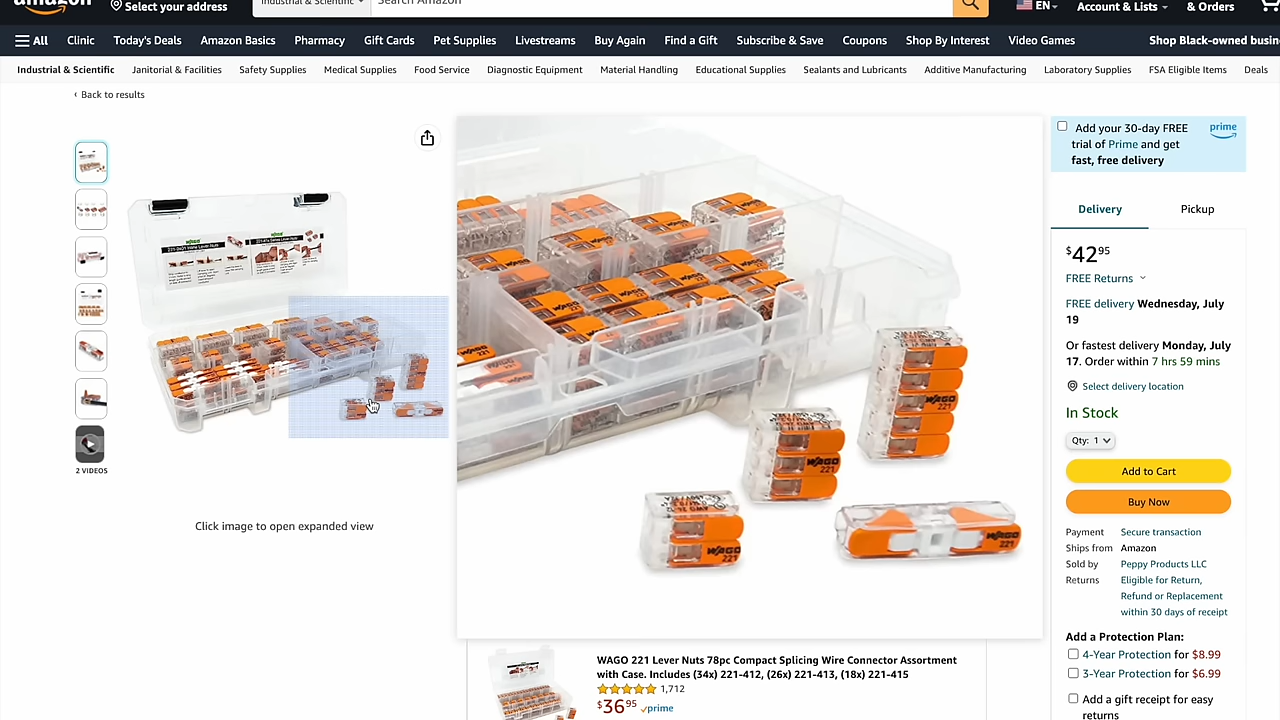 amazon
Select your address
Industrial & Scientific
Search Amazon
EN
Account & Lists
& Orders
All
Clinic
Today's Deals
Amazon Basics
Pharmacy
Gift Cards
Pet Supplies
Livestreams
Buy Again
Find a Gift
Subscribe & Save
Coupons
Shop By Interest
Video Games
Shop Black-owned busin
Industrial & Scientific
Janitorial & Facilities
Safety Supplies
Medical Supplies
Food Service
Diagnostic Equipment
Material Handling
Educational Supplies
Sealants and Lubricants
Additive Manufacturing
Laboratory Supplies
FSA Eligible Items
Deals
‹ Back to results
2 VIDEOS
Click image to open expanded view
WAGO
WAGO
221
WAGO
221
WAGO
221
WAGO
221
WAGO 221 Lever Nuts 78pc Compact Splicing Wire Connector Assortment
with Case. Includes (34x) 221-412, (26x) 221-413, (18x) 221-415
1,712
$36 95 prime
Add your 30-day FREE
trial of Prime and get
fast, free delivery
prime
Delivery
Pickup
$42 95
FREE Returns
FREE delivery Wednesday, July
19
Or fastest delivery Monday, July
17. Order within 7 hrs 59 mins
Select delivery location
In Stock
Qty: 1
Add to Cart
Buy Now
Payment Secure transaction
Ships from Amazon
Sold by Peppy Products LLC
Returns Eligible for Return,
Refund or Replacement
within 30 days of receipt
Add a Protection Plan:
4-Year Protection for $8.99
3-Year Protection for $6.99
Add a gift receipt for easy
returns